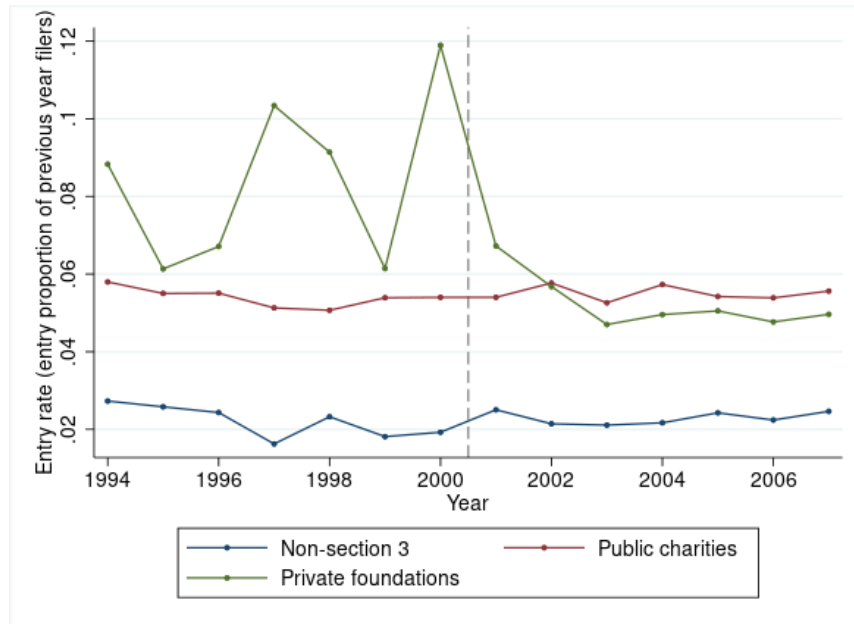 Entry rate (entry proportion of previous year filers)
.12
.1
.08
.06
.04
.02
1994 1996 1998 2000 2002 2004 2006
Year
Non-section 3 Public charities
Private foundations